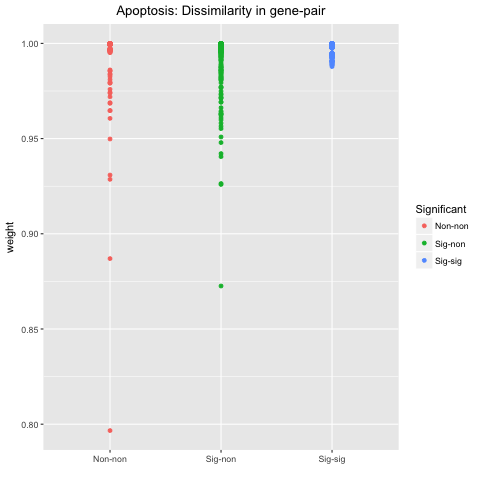 Apoptosis: Dissimilarity in gene-pair
weight
1.00
0.95
0.90
0.85
0.80
Non-non
Sig-non
Sig-sig
Significant
Non-non
Sig-non
Sig-sig